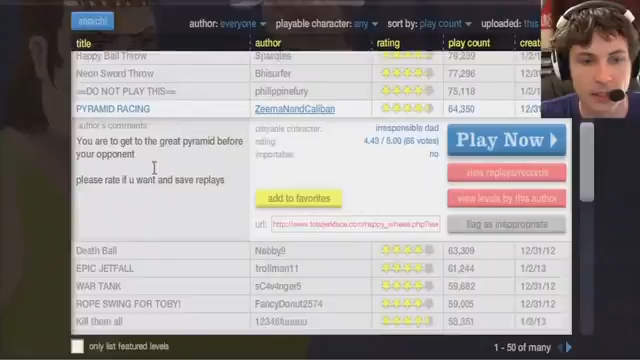 search!
author: everyone playable character: any sort by: play count uploaded: this
title author rating play count create
Happy Ball Throw Spangles 79,239 1/2/1
Neon Sword Throw Bhisurfer 77,296 1/2/1
==DO NOT PLAY THIS== philippinefury 75,118 1/2/13
PYRAMID RACING ZeemaNandCaliban 64,350 1/1/13
author's comments:
You are to get to the great pyramid before
your opponent
please rate if u want and save replays
playable character: irresponsible dad
rating: 4.43 / 5.00 (86 votes)
importable: no
add to favorites
url: http://www.totaljerkface.com/happy_wheels.php?leve
Play Now
view replays/records
view levels by this author
flag as inappropriate
Death Ball Nebby9 63,309 12/31/12
EPIC JETFALL trollman11 61,244 1/2/13
WAR TANK sC4v4nger5 59,682 12/31/12
ROPE SWING FOR TOBY! FancyDonut2574 59,005 12/31/12
Kill them all 58,351 1/3/13
only list featured levels
1 - 50 of many